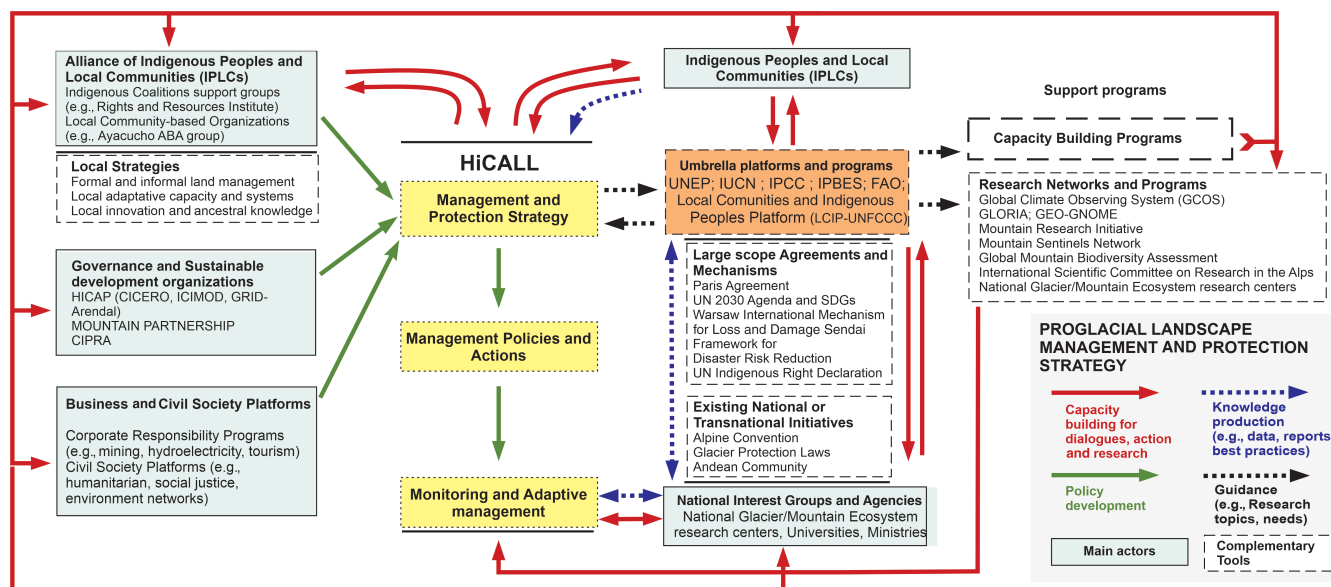 Alliance of Indigenous Peoples and
Local Communities (IPLCs)
Indigenous Coalitions support groups
(e.g., Rights and Resources Institute)
Local Community-based Organizations
(e.g., Ayacucho ABA group)
Local Strategies
Formal and informal land management
Local adaptative capacity and systems
Local innovation and ancestral knowledge
Governance and Sustainable
development organizations
HICAP (CICERO, ICIMOD, GRID-
Arendal)
MOUNTAIN PARTNERSHIP
CIPRA
Business and Civil Society Platforms
Corporate Responsibility Programs
(e.g., mining, hydroelectricity, tourism)
Civil Society Platforms (e.g.,
humanitarian, social justice,
environment networks)
HiCALL
Management and
Protection Strategy
Management Policies and
Actions
Monitoring and Adaptive
management
Indigenous Peoples and Local
Communities (IPLCs)
Umbrella platforms and programs
UNEP; IUCN ; IPCC ; IPBES; FAO;
Local Comunities and Indigenous
Peoples Platform (LCIP-UNFCCC)
Large scope Agreements and
Mechanisms
Paris Agreement
UN 2030 Agenda and SDGs
Warsaw International Mechanism
for Loss and Damage Sendai
Framework for
Disaster Risk Reduction
UN Indigenous Right Declaration
Existing National or
Transnational Initiatives
Alpine Convention
Glacier Protection Laws
Andean Community
National Interest Groups and Agencies
National Glacier/Mountain Ecosystem
research centers, Universities, Ministries
Support programs
Capacity Building Programs
Research Networks and Programs
Global Climate Observing System (GCOS)
GLORIA; GEO-GNOME
Mountain Research Initiative
Mountain Sentinels Network
Global Mountain Biodiversity Assessment
International Scientific Committee on Research in the Alps
National Glacier/Mountain Ecosystem research centers
PROGLACIAL LANDSCAPE
MANAGEMENT AND PROTECTION
STRATEGY
Capacity
building for
dialogues, action
and research
Knowledge
production
(e.g., data, reports
best practices)
Policy
development
Guidance
(e.g., Research
topics, needs)
Main actors
Complementary
Tools